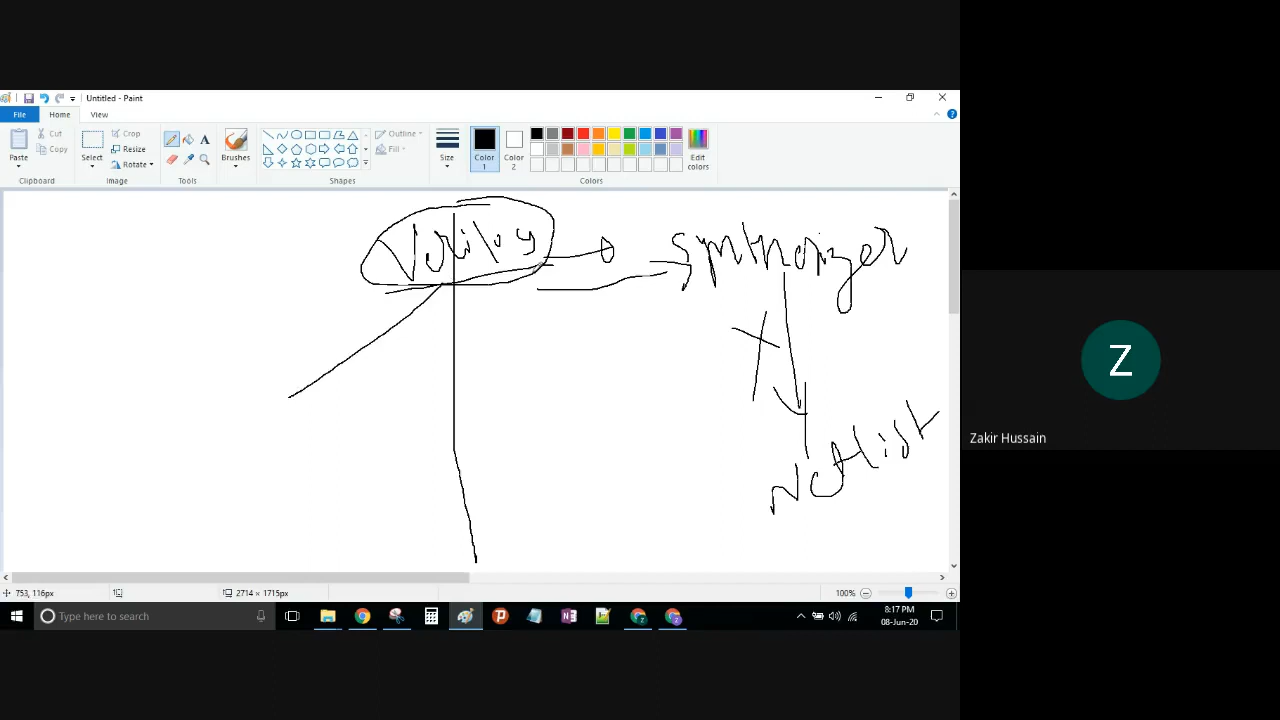 Untitled - Paint
File Home View
Paste
Cut
Copy
Clipboard
Select
Crop
Resize
Rotate
Image
Tools
Brushes
Shapes
Outline
Fill
Size
Color 1
Color 2
Edit colors
Colors
Verilog
Netlist
Zakir Hussain
Z
753, 116px
2714 × 1715px
100%
Type here to search
8:17 PM
08-Jun-20